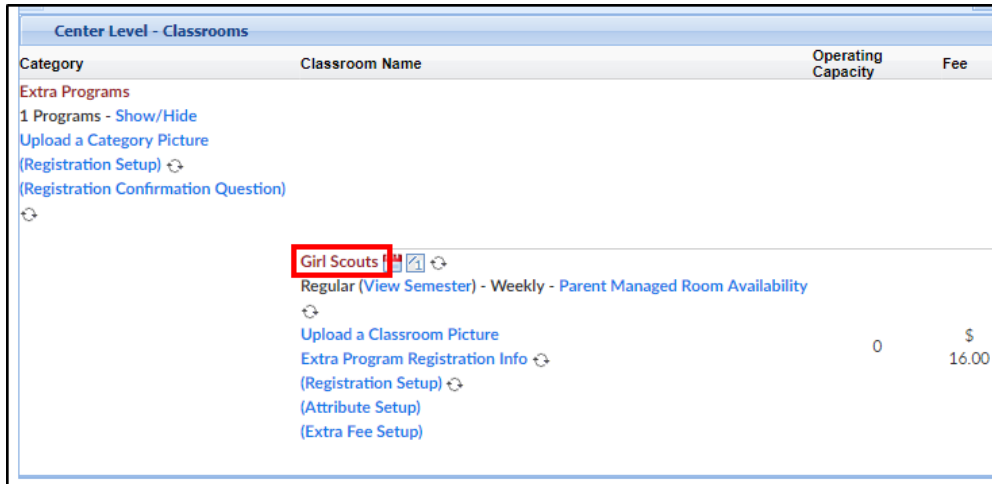 Center Level - Classrooms
Category Classroom Name Operating Capacity Fee
Extra Programs
1 Programs - Show/Hide
Upload a Category Picture
(Registration Setup)
(Registration Confirmation Question)
Girl Scouts
Regular (View Semester) - Weekly - Parent Managed Room Availability
Upload a Classroom Picture
Extra Program Registration Info
(Registration Setup)
(Attribute Setup)
(Extra Fee Setup)
0
$
16.00